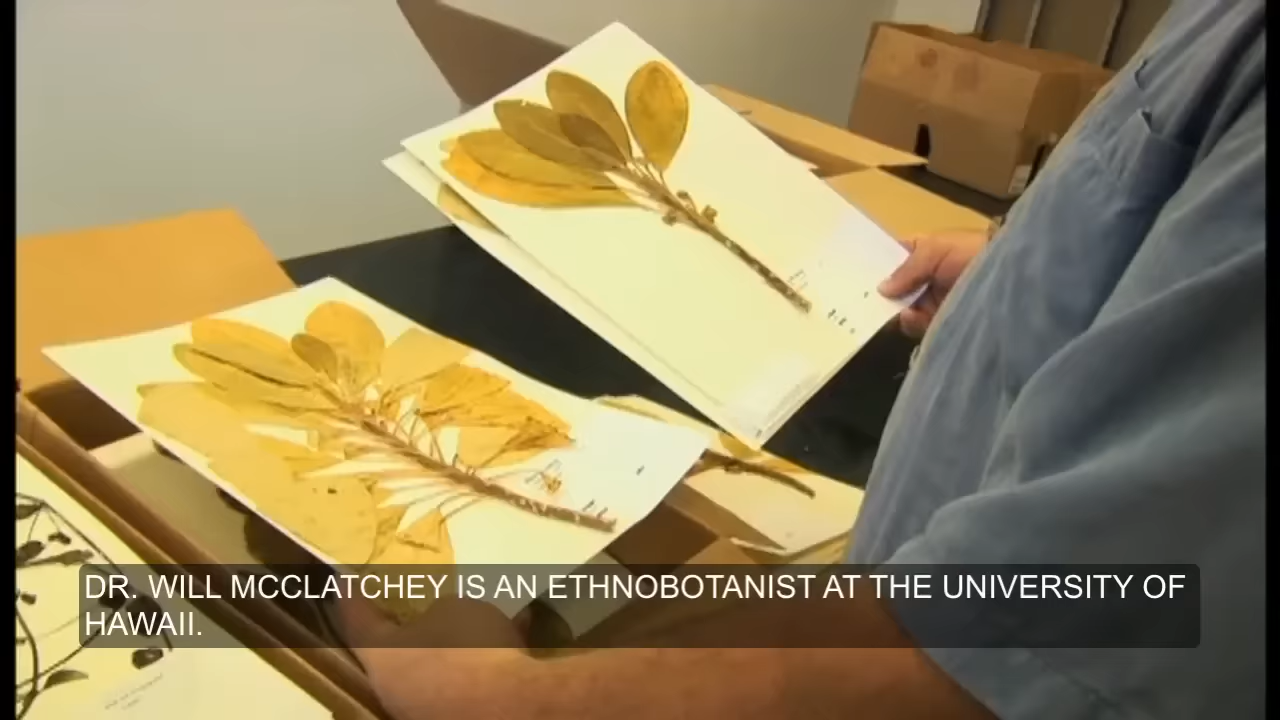 DR. WILL MCCLATCHEY IS AN ETHNOBOTANIST AT THE UNIVERSITY OF
HAWAII.